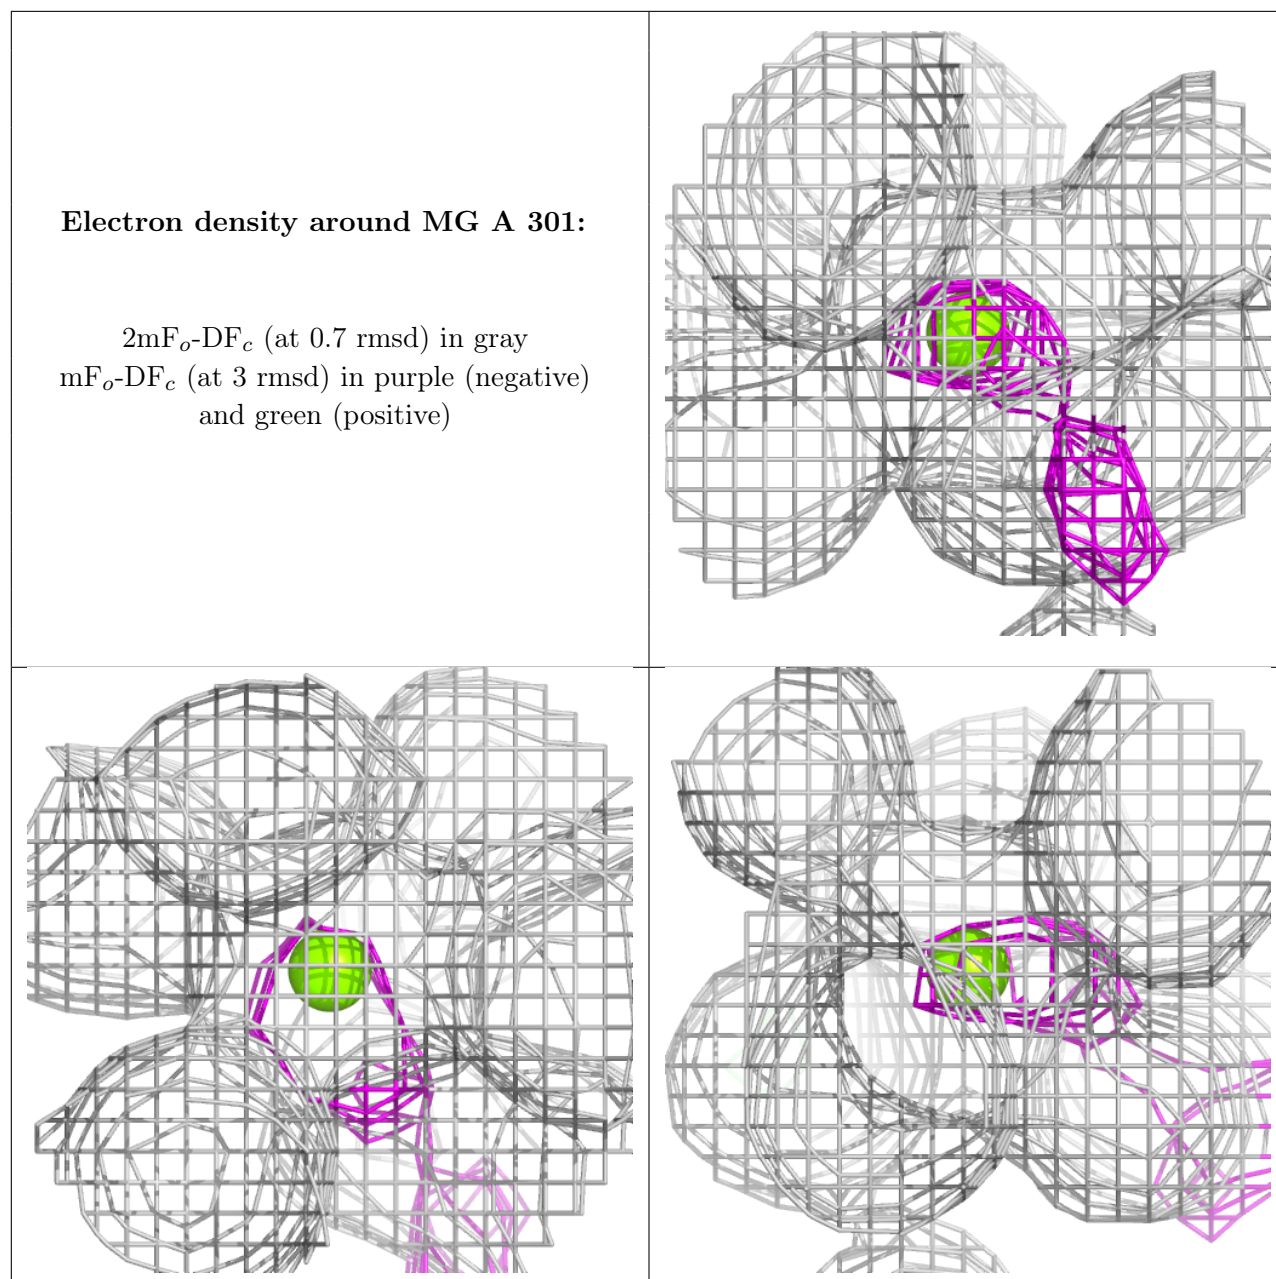 Electron density around MG A 301:
2mFo-DFc (at 0.7 rmsd) in gray
mFo-DFc (at 3 rmsd) in purple (negative)
and green (positive)